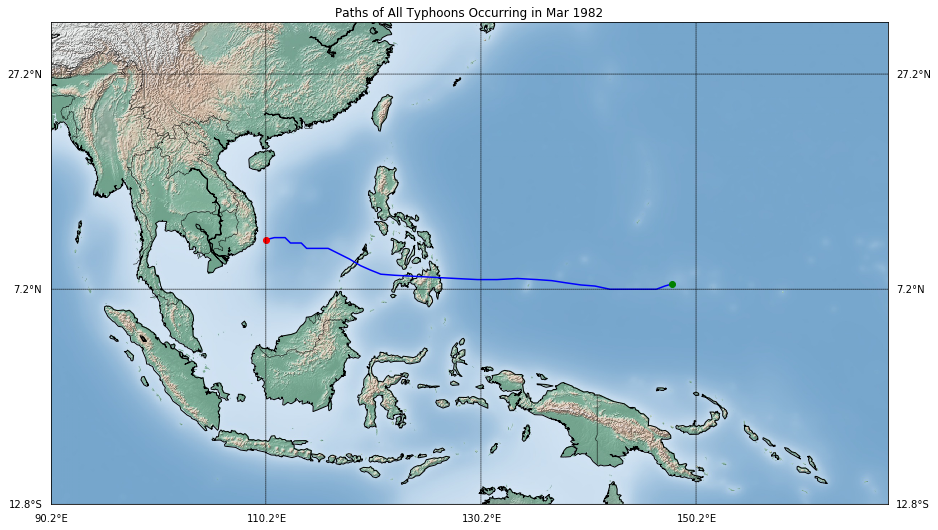 Paths of All Typhoons Occurring in Mar 1982
27.2°N 27.2°N
7.2°N 7.2°N
12.8°S 12.8°S
90.2°E 110.2°E 130.2°E 150.2°E